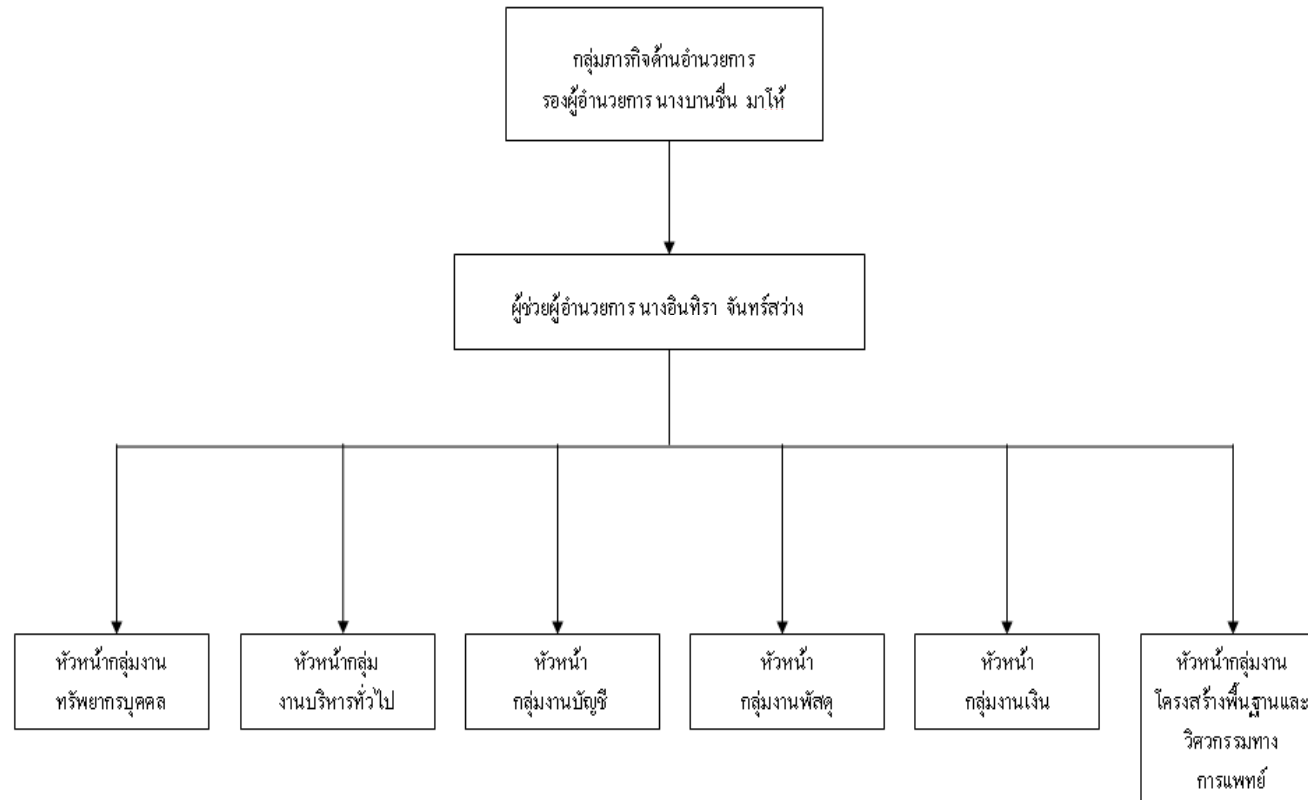 กลุ่มภารกิจด้านอำนวยการ
รองผู้อำนวยการ นางบานชื่น มาโห้
ผู้ช่วยผู้อำนวยการ นางอินทิรา จันทร์สว่าง
หัวหน้ากลุ่มงาน
ทรัพยากรบุคคล
หัวหน้ากลุ่ม
งานบริหารทั่วไป
หัวหน้า
กลุ่มงานบัญชี
หัวหน้า
กลุ่มงานพัสดุ
หัวหน้า
กลุ่มงานเงิน
หัวหน้ากลุ่มงาน
โครงสร้างพื้นฐานและ
วิศวกรรมทาง
การแพทย์